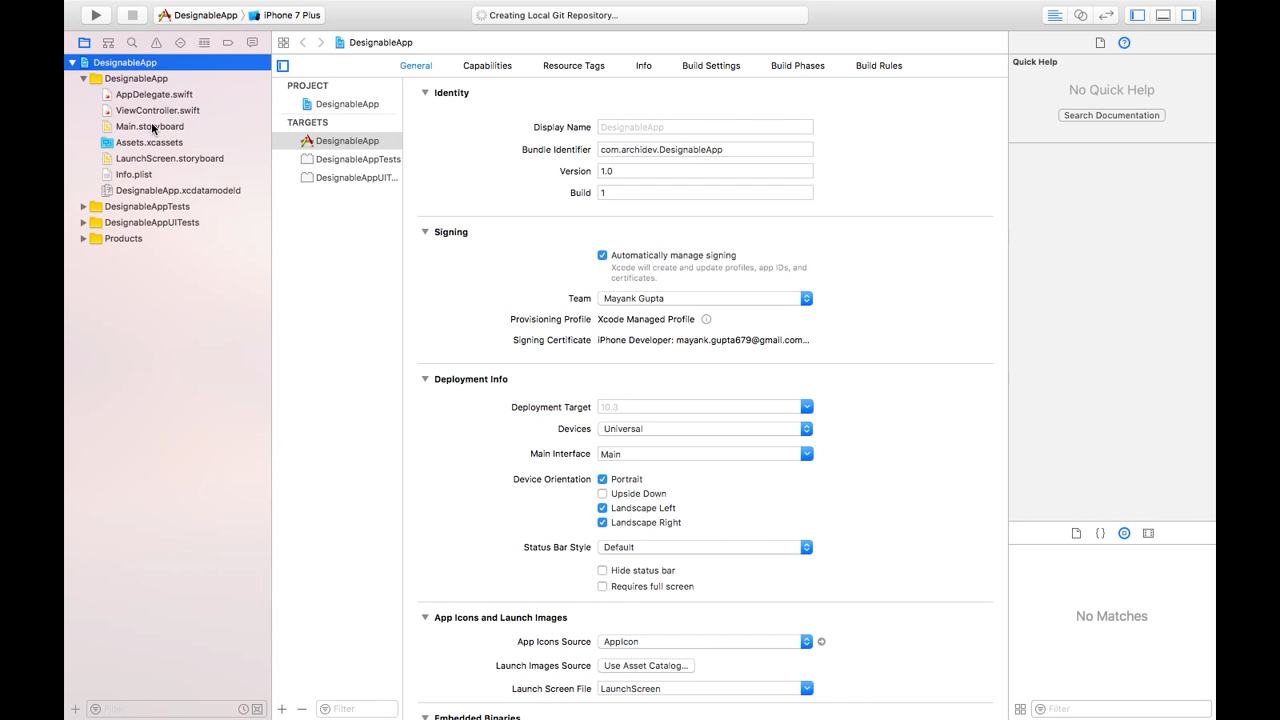 DesignableApp iPhone 7 Plus
Creating Local Git Repository...
DesignableApp
DesignableApp
AppDelegate.swift
ViewController.swift
Main.storyboard
Assets.xcassets
LaunchScreen.storyboard
Info.plist
DesignableApp.xcdatamodeld
DesignableAppTests
DesignableAppUITests
Products
Filter
DesignableApp
General Capabilities Resource Tags Info Build Settings Build Phases Build Rules
PROJECT
DesignableApp
TARGETS
DesignableApp
DesignableAppTests
DesignableAppUIT...
Filter
Identity
Display Name DesignableApp
Bundle Identifier com.archidev.DesignableApp
Version 1.0
Build 1
Signing
Automatically manage signing
Xcode will create and update profiles, app IDs, and
certificates.
Team Mayank Gupta
Provisioning Profile Xcode Managed Profile
Signing Certificate iPhone Developer: mayank.gupta679@gmail.com...
Deployment Info
Deployment Target 10.3
Devices Universal
Main Interface Main
Device Orientation Portrait
Upside Down
Landscape Left
Landscape Right
Status Bar Style Default
Hide status bar
Requires full screen
App Icons and Launch Images
App Icons Source AppIcon
Launch Images Source Use Asset Catalog...
Launch Screen File LaunchScreen
Embedded Binaries
Quick Help
No Quick Help
Search Documentation
No Matches
Filter